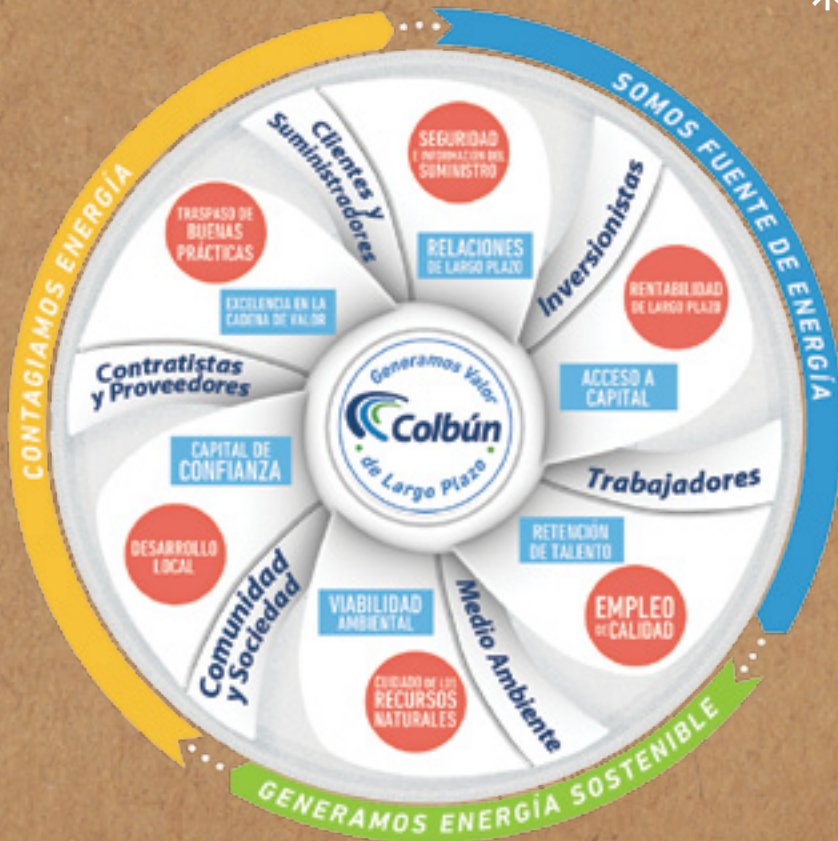 CONTAGIAMOS ENERGÍA
SOMOS FUENTE DE ENERGÍA
GENERAMOS ENERGÍA SOSTENIBLE
Generamos Valor
Colbún
de Largo Plazo
Clientes y
Suministradores
SEGURIDAD
E INFORMACIÓN DEL
SUMINISTRO
RELACIONES
DE LARGO PLAZO
Inversionistas
RENTABILIDAD
DE LARGO PLAZO
ACCESO A
CAPITAL
Trabajadores
RETENCIÓN
DE TALENTO
EMPLEO
DE CALIDAD
Medio Ambiente
VIABILIDAD
AMBIENTAL
CUIDADO DE LOS
RECURSOS
NATURALES
Comunidad
y Sociedad
CAPITAL DE
CONFIANZA
DESARROLLO
LOCAL
Contratistas
y Proveedores
TRASPASO DE
BUENAS
PRÁCTICAS
EXCELENCIA EN LA
CADENA DE VALOR